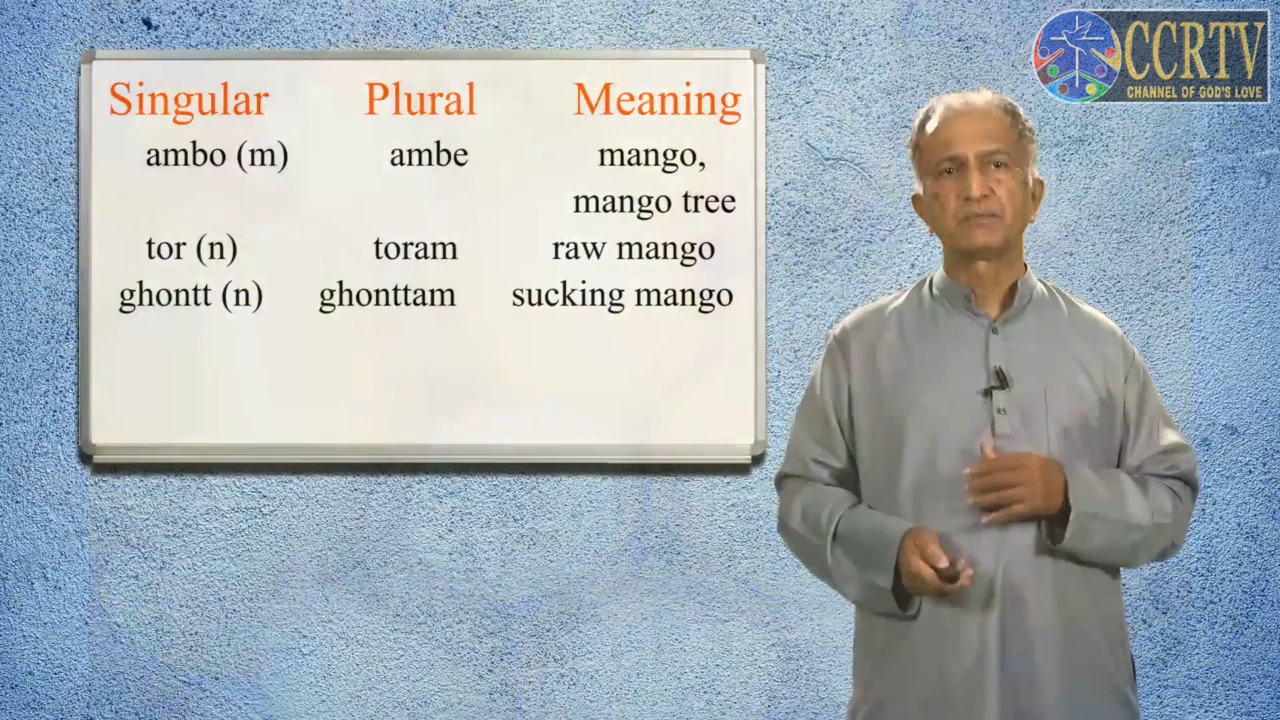 Singular Plural Meaning
ambo (m) ambe mango,
mango tree
tor (n) toram raw mango
ghontt (n) ghonttam sucking mango
CCRTV
CHANNEL OF GOD'S LOVE